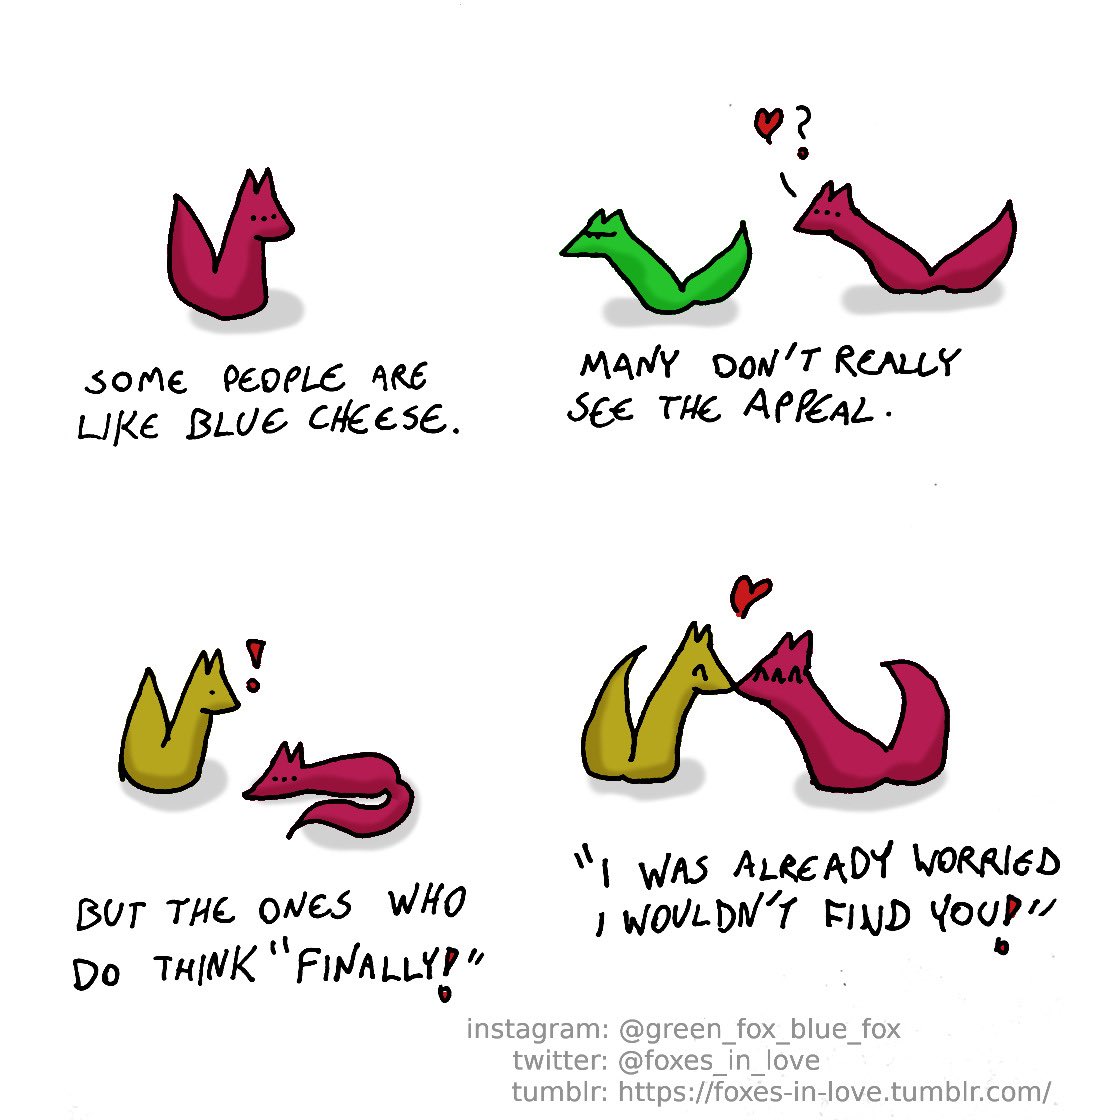 ?
SOME PEOPLE ARE
LIKE BLUE CHEESE.
MANY DON'T REALLY
SEE THE APPEAL.
!
BUT THE ONES WHO
DO THINK "FINALLY!"
"I WAS ALREADY WORRIED
I WOULDN'T FIND YOU!"
instagram: @green_fox_blue_fox
twitter: @foxes_in_love
tumblr: https://foxes-in-love.tumblr.com/